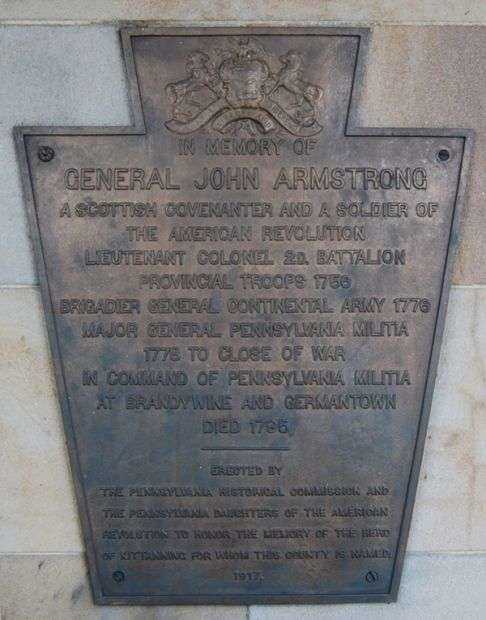 IN MEMORY OF
GENERAL JOHN ARMSTRONG
A SCOTTISH COVENANTER AND A SOLDIER OF
THE AMERICAN REVOLUTION
LIEUTENANT COLONEL 2D. BATTALION
PROVINCIAL TROOPS 1756
BRIGADIER GENERAL CONTINENTAL ARMY 1776
MAJOR GENERAL PENNSYLVANIA MILITIA
1778 TO CLOSE OF WAR
IN COMMAND OF PENNSYLVANIA MILITIA
AT BRANDYWINE AND GERMANTOWN
DIED 1795
ERECTED BY
THE PENNSYLVANIA HISTORICAL COMMISSION AND
THE PENNSYLVANIA DAUGHTERS OF THE AMERICAN
REVOLUTION TO HONOR THE MEMORY OF THE HERO
OF KITTANNING FOR WHOM THIS COUNTY IS NAMED.
1917.